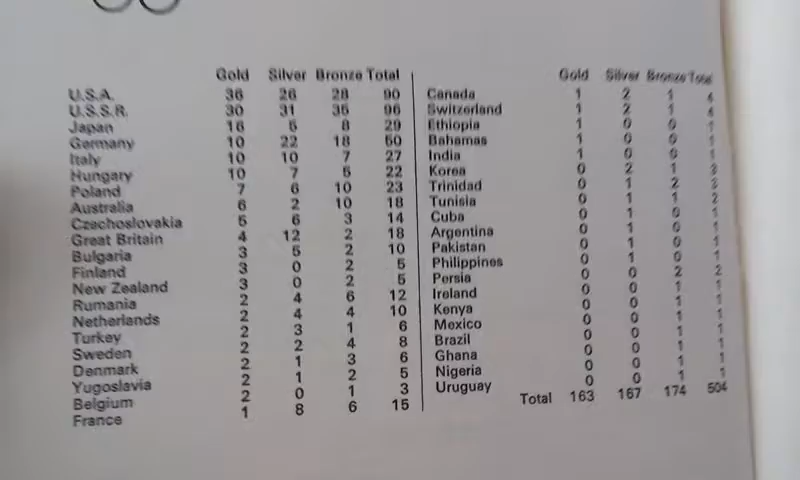 Gold Silver Bronze Total
U.S.A. 36 26 28 90
U.S.S.R. 30 31 35 96
Japan 16 5 8 29
Germany 10 22 18 50
Italy 10 10 7 27
Hungary 10 7 5 22
Poland 7 6 10 23
Australia 6 2 10 18
Czechoslovakia 5 6 3 14
Great Britain 4 12 2 18
Bulgaria 3 5 2 10
Finland 3 0 2 5
New Zealand 3 0 2 5
Rumania 2 4 6 12
Netherlands 2 4 4 10
Turkey 2 3 1 6
Sweden 2 2 4 8
Denmark 2 1 3 6
Yugoslavia 2 1 2 5
Belgium 2 0 1 3
France 1 8 6 15
Gold Silver Bronze Total
Canada 1 2 1 4
Switzerland 1 2 1 4
Ethiopia 1 0 0 1
Bahamas 1 0 0 1
India 1 0 0 1
Korea 0 2 1 3
Trinidad 0 1 2 3
Tunisia 0 1 1 2
Cuba 0 1 0 1
Argentina 0 1 0 1
Pakistan 0 1 0 1
Philippines 0 1 0 1
Persia 0 0 2 2
Ireland 0 0 1 1
Kenya 0 0 1 1
Mexico 0 0 1 1
Brazil 0 0 1 1
Ghana 0 0 1 1
Nigeria 0 0 1 1
Uruguay 0 0 1 1
Total 163 167 174 504